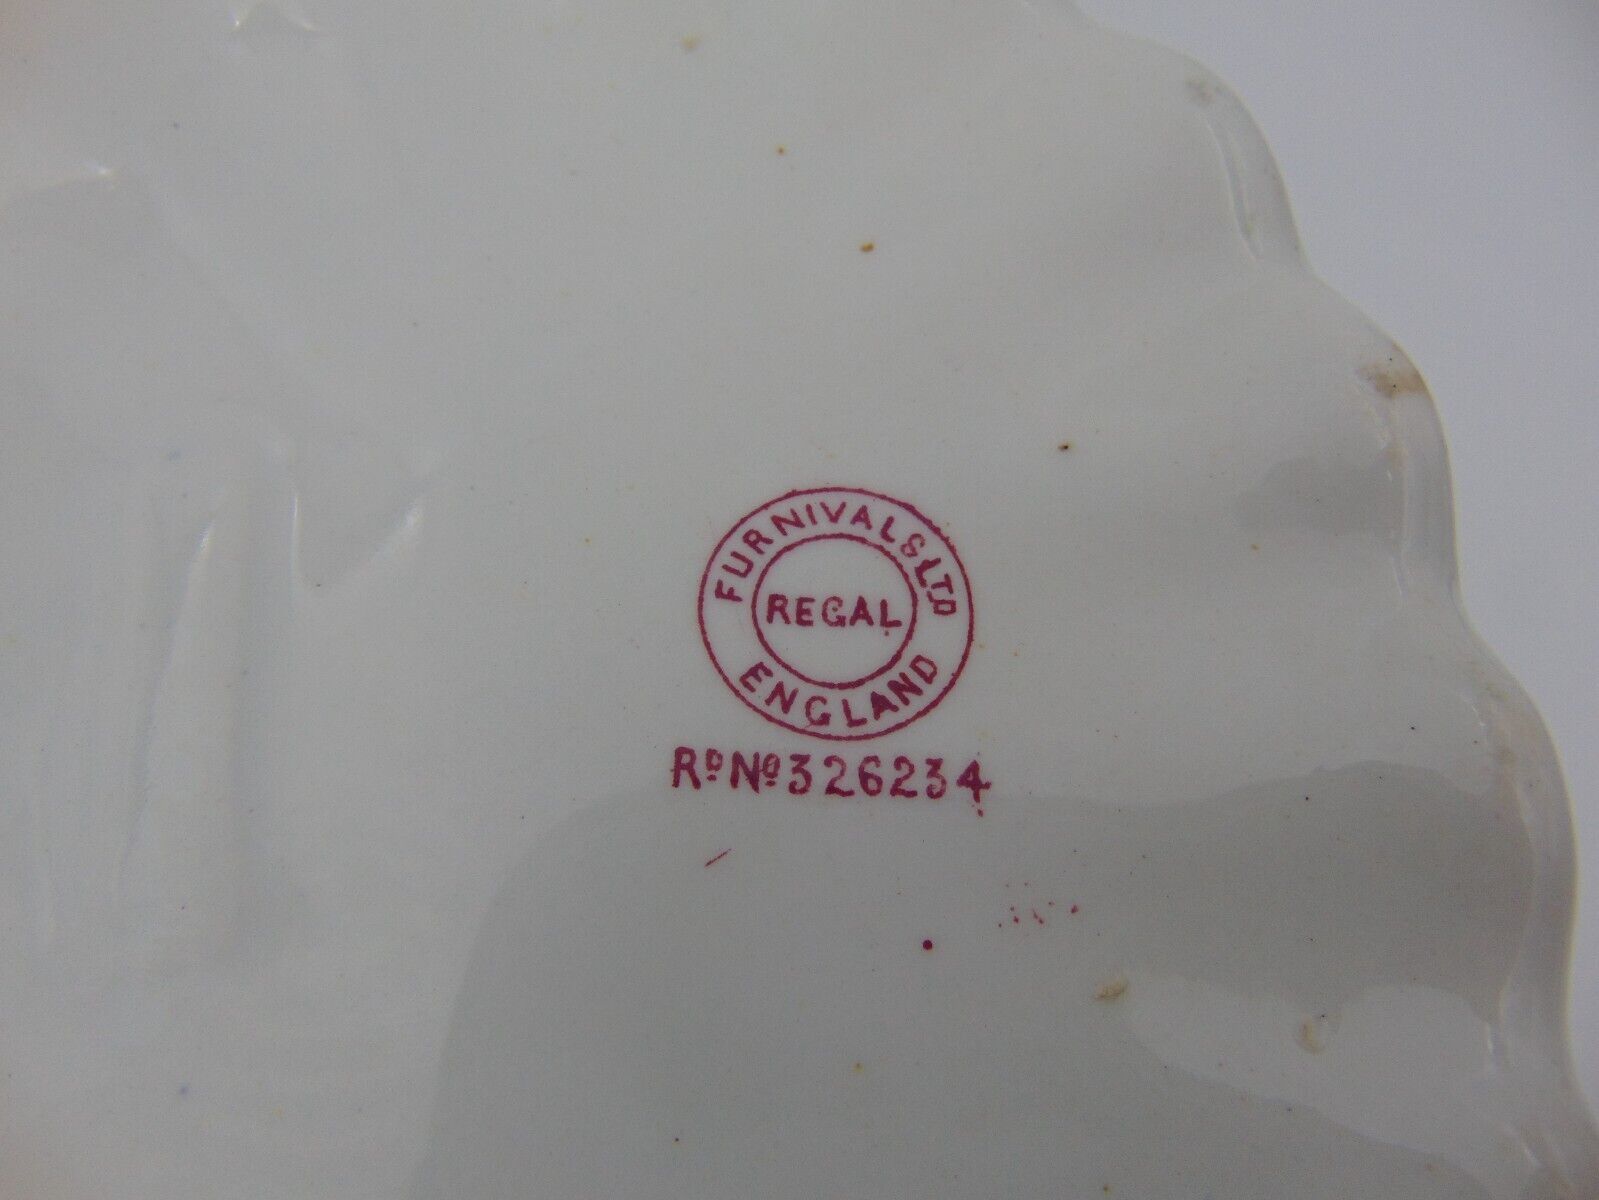 FURNIVALS LTD
REGAL
ENGLAND
RD NO 326234